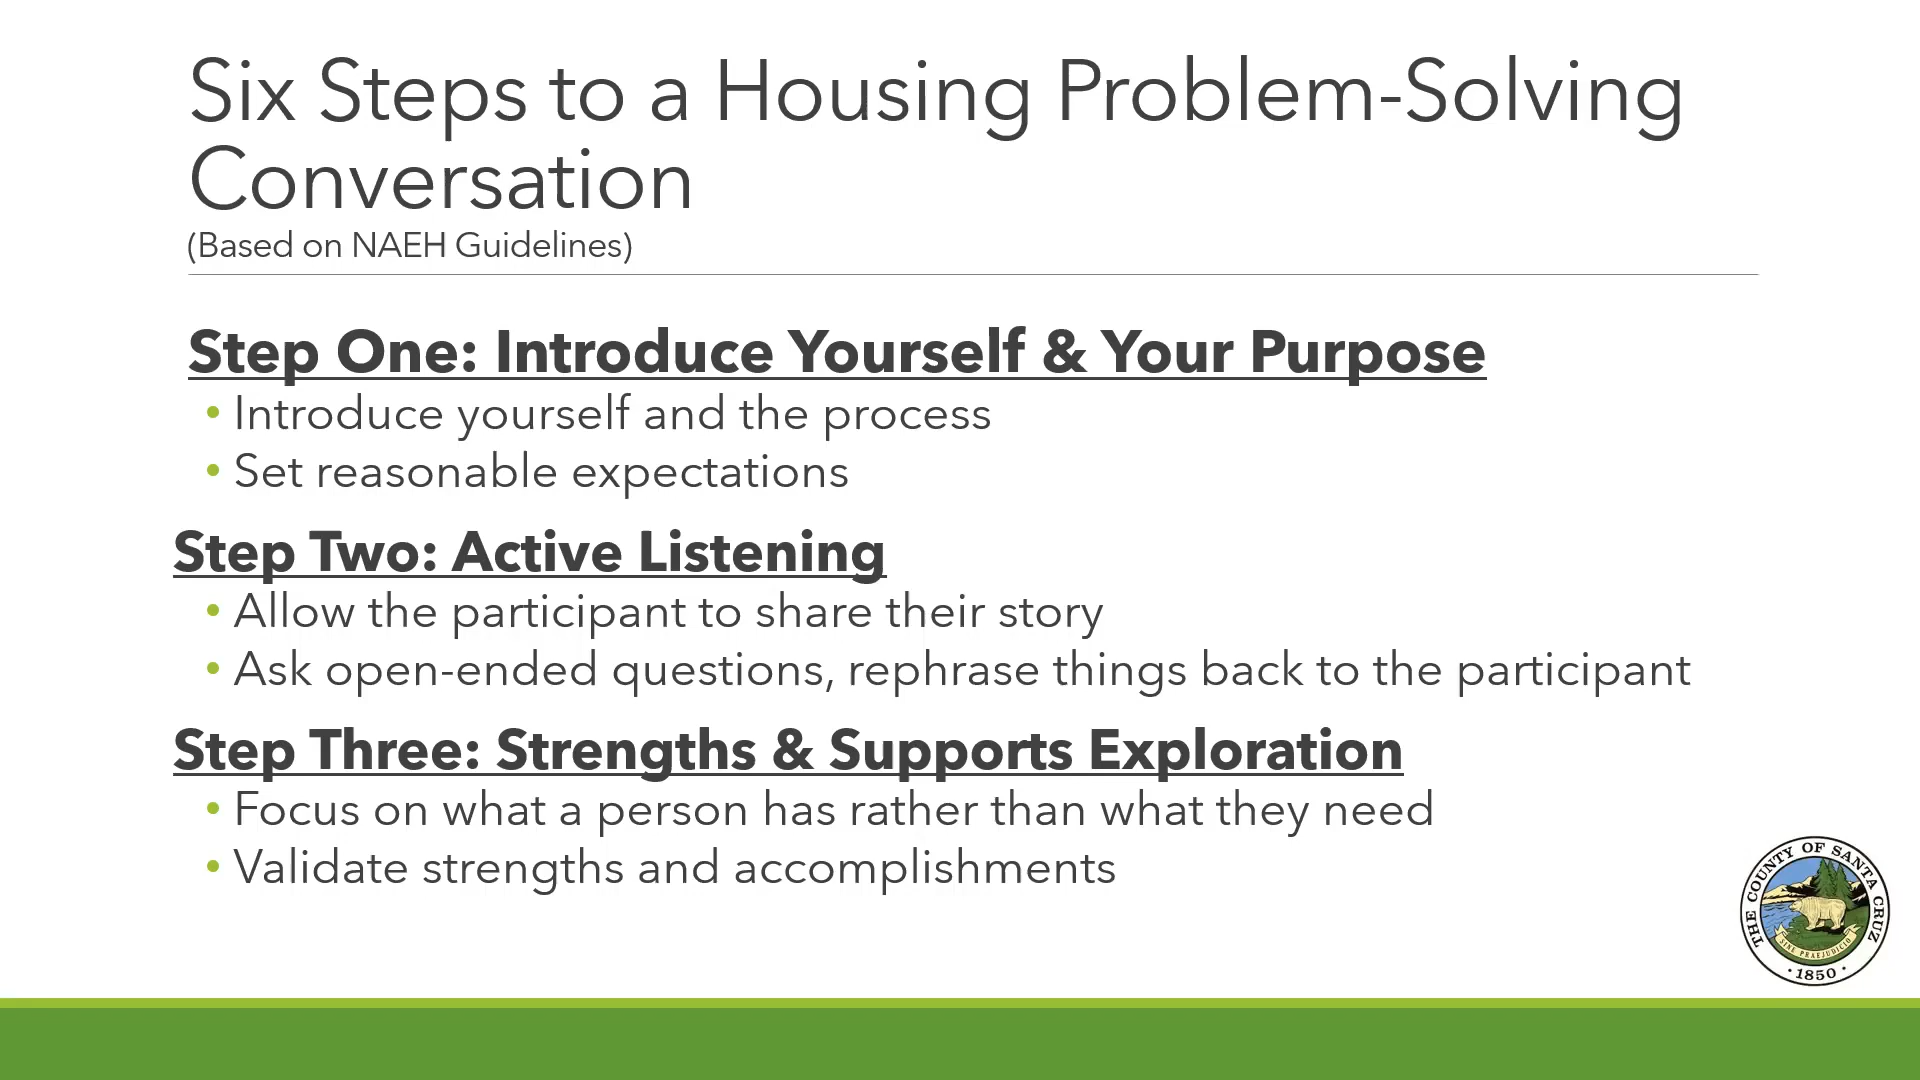 Six Steps to a Housing Problem-Solving
Conversation
(Based on NAEH Guidelines)
Step One: Introduce Yourself & Your Purpose
• Introduce yourself and the process
• Set reasonable expectations
Step Two: Active Listening
• Allow the participant to share their story
• Ask open-ended questions, rephrase things back to the participant
Step Three: Strengths & Supports Exploration
• Focus on what a person has rather than what they need
• Validate strengths and accomplishments
THE COUNTY OF SANTA CRUZ
SINE PRAEJUDICIO
• 1850 •